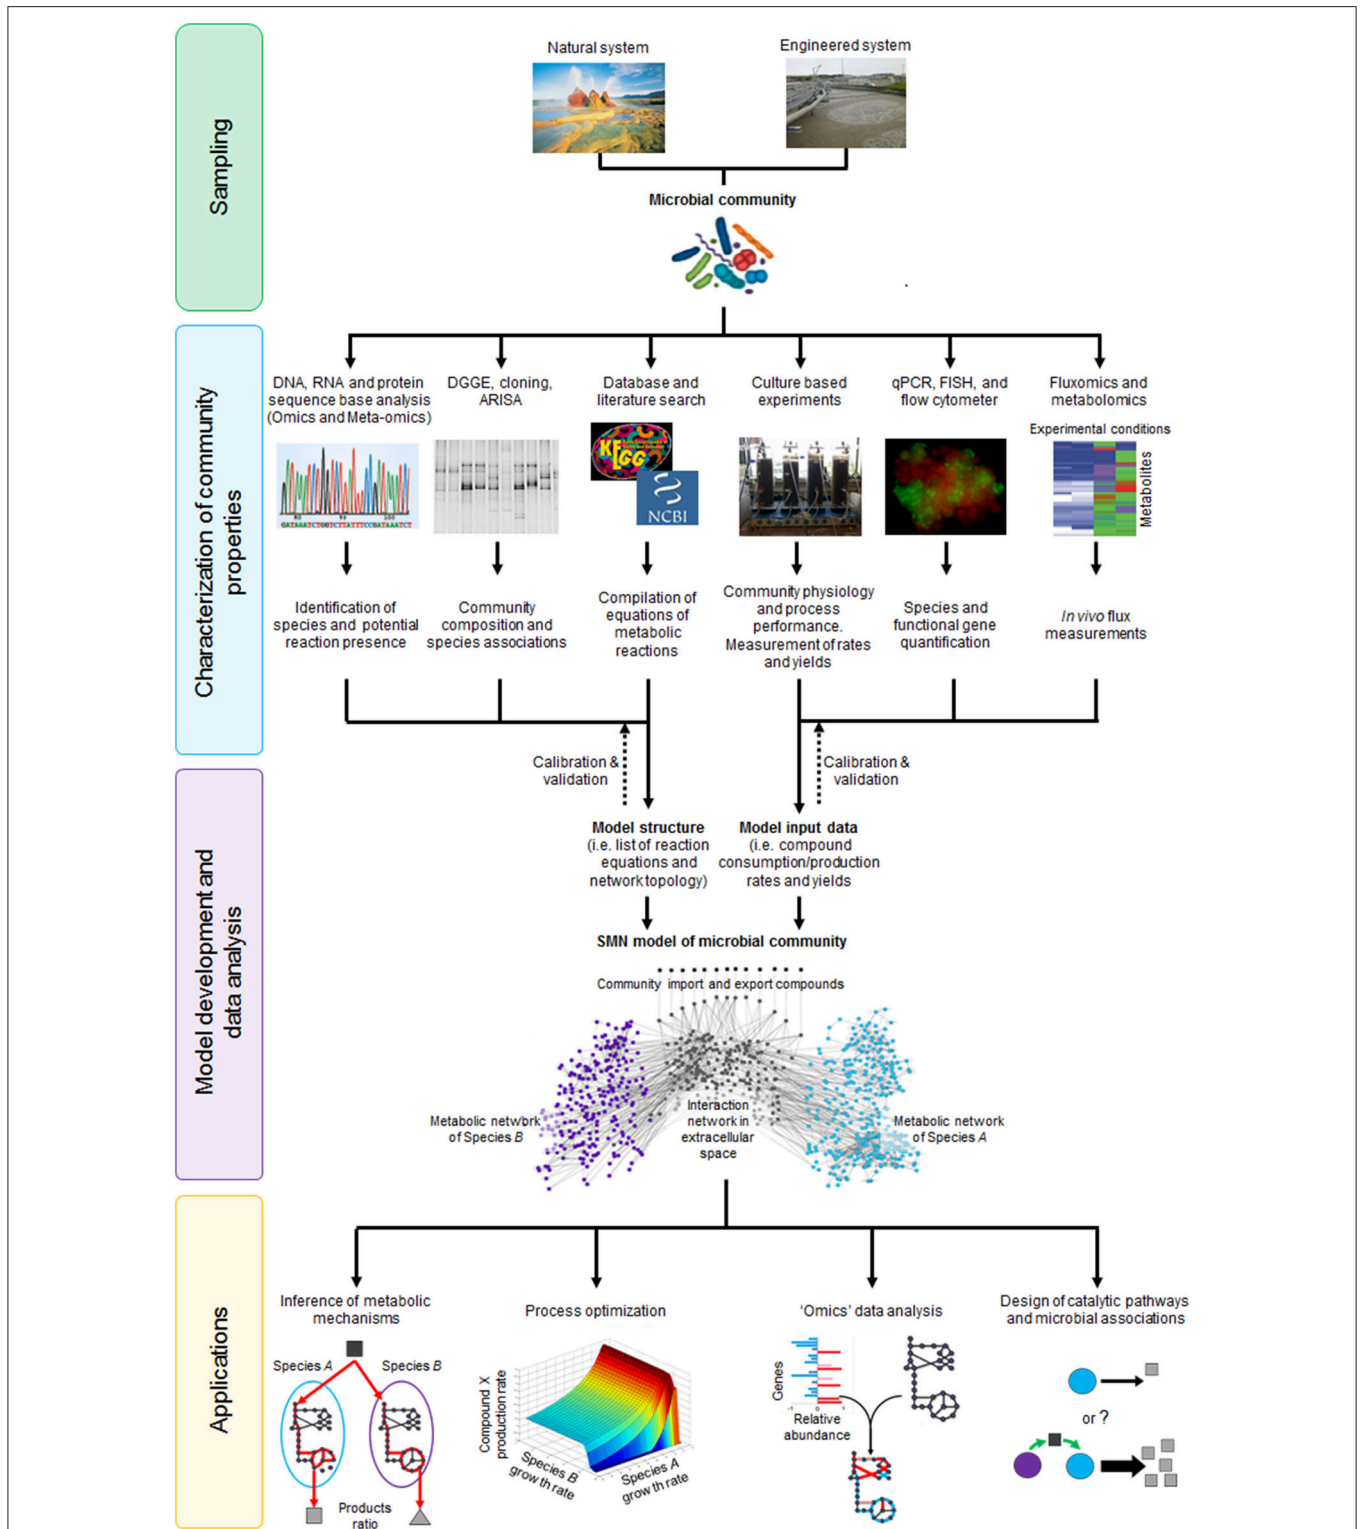 Sampling
Natural system
Engineered system
Microbial community
Characterization of community
properties
DNA, RNA and protein
sequence base analysis
(Omics and Meta-omics)
DGGE, cloning,
ARISA
Database and
literature search
Culture based
experiments
qPCR, FISH, and
flow cytometer
Fluxomics and
metabolomics
80 90 100
GATAAATCTGGTCTTATTTCCGATAAATCT
KEGG
NCBI
Experimental conditions
Metabolites
Identification of
species and potential
reaction presence
Community
composition and
species associations
Compilation of
equations of
metabolic
reactions
Community physiology
and process
performance.
Measurement of rates
and yields
Species and
functional gene
quantification
In vivo flux
measurements
Calibration &
validation
Calibration &
validation
Model development and
data analysis
Model structure
(i.e. list of reaction
equations and
network topology)
Model input data
(i.e. compound
consumption/production
rates and yields)
SMN model of microbial community
Community import and export compounds
Metabolic network
of Species B
Interaction
network in
extracellular
space
Metabolic network
of Species A
Applications
Inference of metabolic
mechanisms
Species A
Species B
Products
ratio
Process optimization
Compound X
production rate
Species B
growth rate
Species A
growth rate
'Omics' data analysis
Genes
-1 0 1
Relative
abundance
Design of catalytic pathways
and microbial associations
or ?